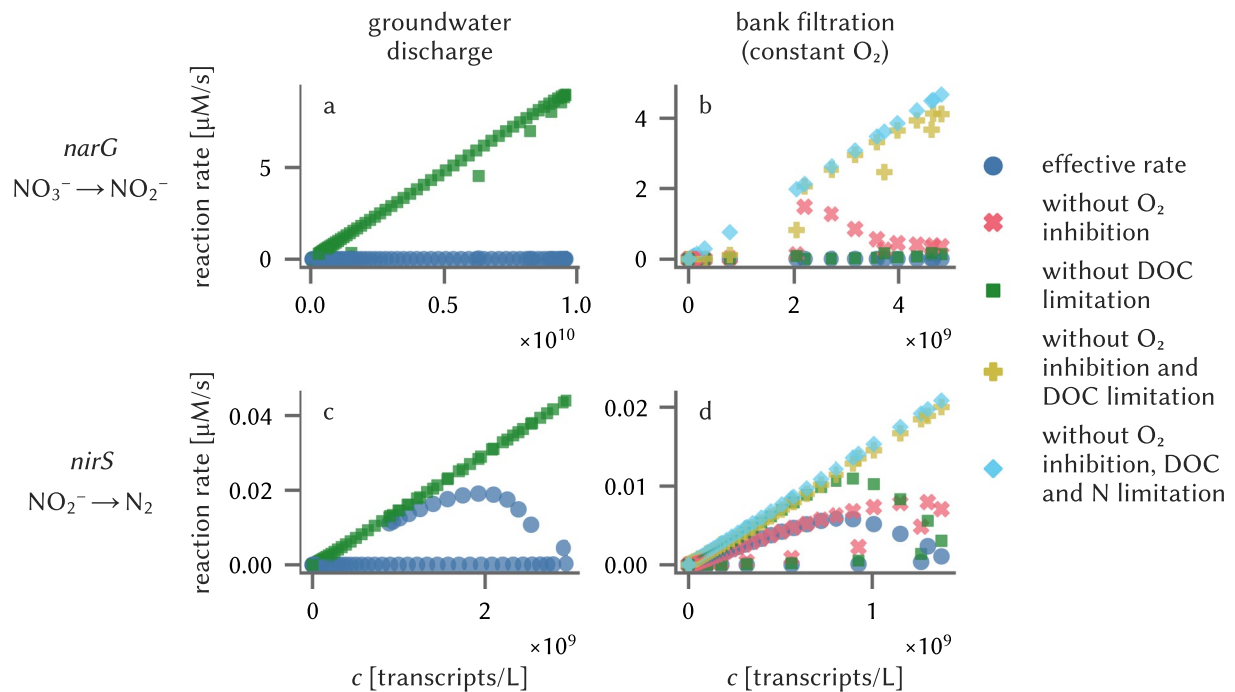 groundwater
discharge
bank filtration
(constant O₂)
narG
NO₃⁻ → NO₂⁻
reaction rate [µM/s]
a
5
0
0.0
0.5
1.0
×10¹⁰
b
4
2
0
0
2
4
×10⁹
nirS
NO₂⁻ → N₂
reaction rate [µM/s]
c
0.04
0.02
0.00
0
2
×10⁹
c [transcripts/L]
d
0.02
0.01
0.00
0
1
×10⁹
c [transcripts/L]
effective rate
without O₂
inhibition
without DOC
limitation
without O₂
inhibition and
DOC limitation
without O₂
inhibition, DOC
and N limitation